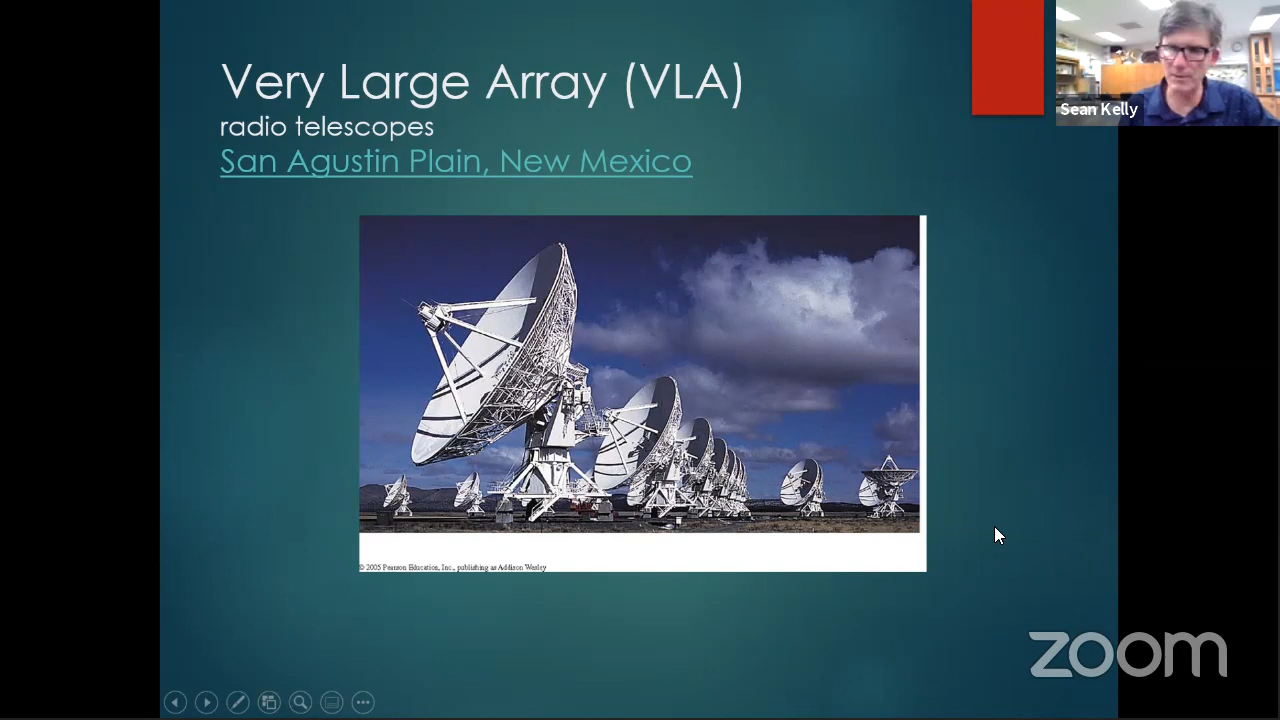 Very Large Array (VLA)
radio telescopes
San Agustin Plain, New Mexico
Sean Kelly
© 2005 Pearson Education, Inc., publishing as Addison Wesley
zoom